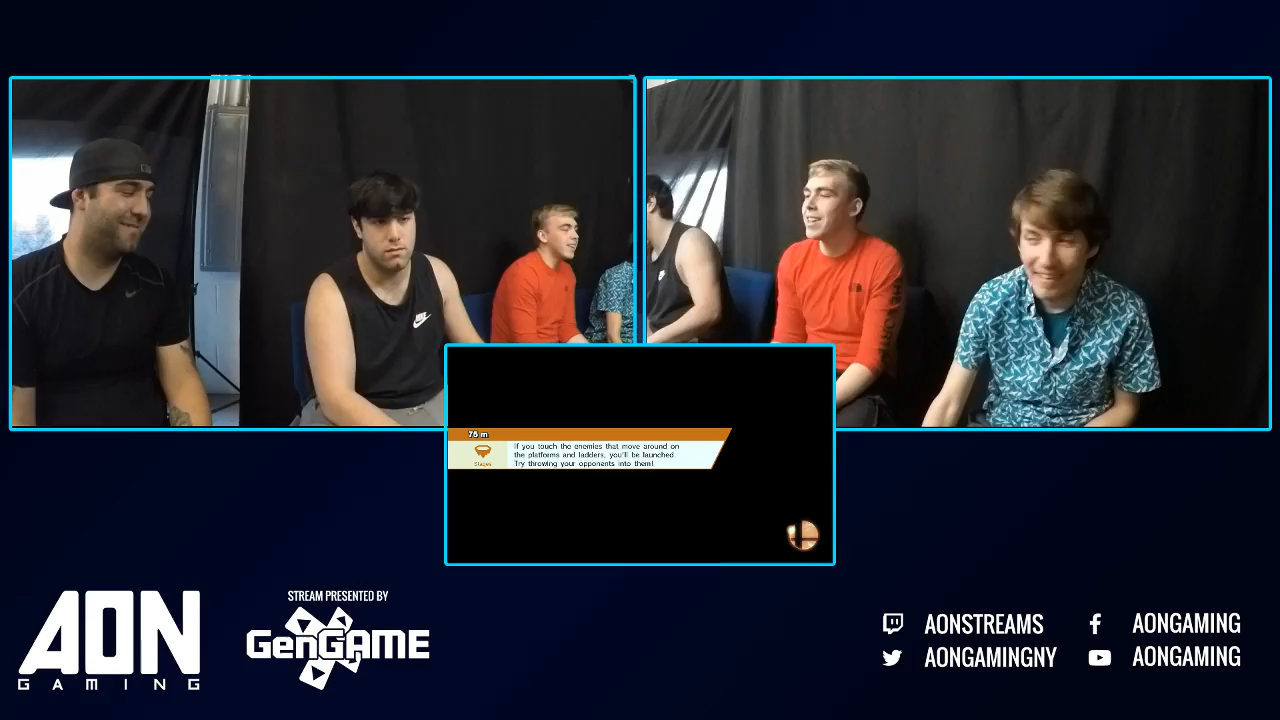 75 m
If you touch the enemies that move around on
the platforms and ladders, you'll be launched.
Try throwing your opponents into them!
Stages
AON
GAMING
STREAM PRESENTED BY
GenGAME
AONSTREAMS
AONGAMING
AONGAMINGNY
AONGAMING